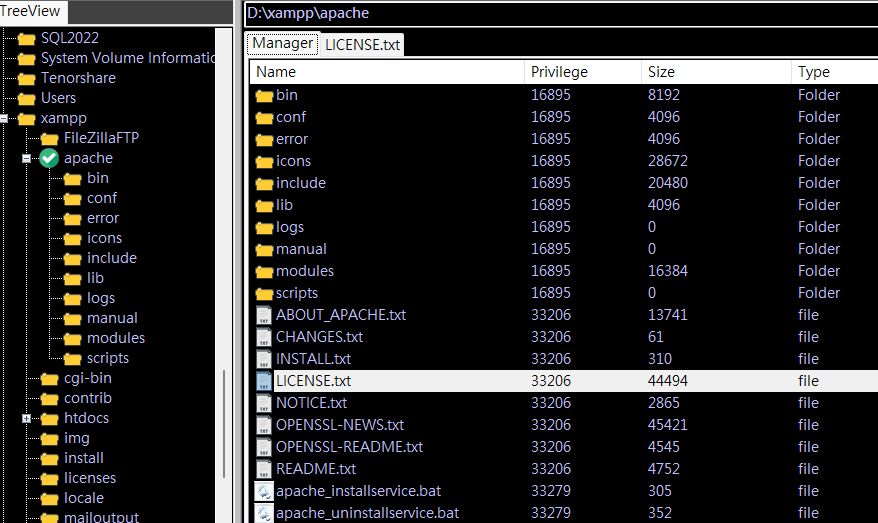 TreeView
SQL2022
System Volume Informatio
Tenorshare
Users
xampp
FileZillaFTP
apache
bin
conf
error
icons
include
lib
logs
manual
modules
scripts
cgi-bin
contrib
htdocs
img
install
licenses
locale
mailoutput
D:\xampp\apache
Manager LICENSE.txt
Name Privilege Size Type
bin 16895 8192 Folder
conf 16895 4096 Folder
error 16895 4096 Folder
icons 16895 28672 Folder
include 16895 20480 Folder
lib 16895 4096 Folder
logs 16895 0 Folder
manual 16895 0 Folder
modules 16895 16384 Folder
scripts 16895 0 Folder
ABOUT_APACHE.txt 33206 13741 file
CHANGES.txt 33206 61 file
INSTALL.txt 33206 310 file
LICENSE.txt 33206 44494 file
NOTICE.txt 33206 2865 file
OPENSSL-NEWS.txt 33206 45421 file
OPENSSL-README.txt 33206 4545 file
README.txt 33206 4752 file
apache_installservice.bat 33279 305 file
apache_uninstallservice.bat 33279 352 file